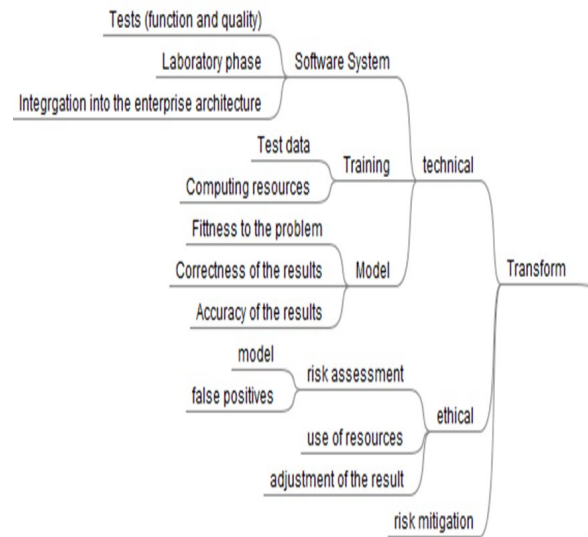 Tests (function and quality)
Laboratory phase
Software System
Integrgation into the enterprise architecture
Test data
Training
technical
Computing resources
Fittness to the problem
Correctness of the results
Model
Transform
Accuracy of the results
model
risk assessment
false positives
ethical
use of resources
adjustment of the result
risk mitigation